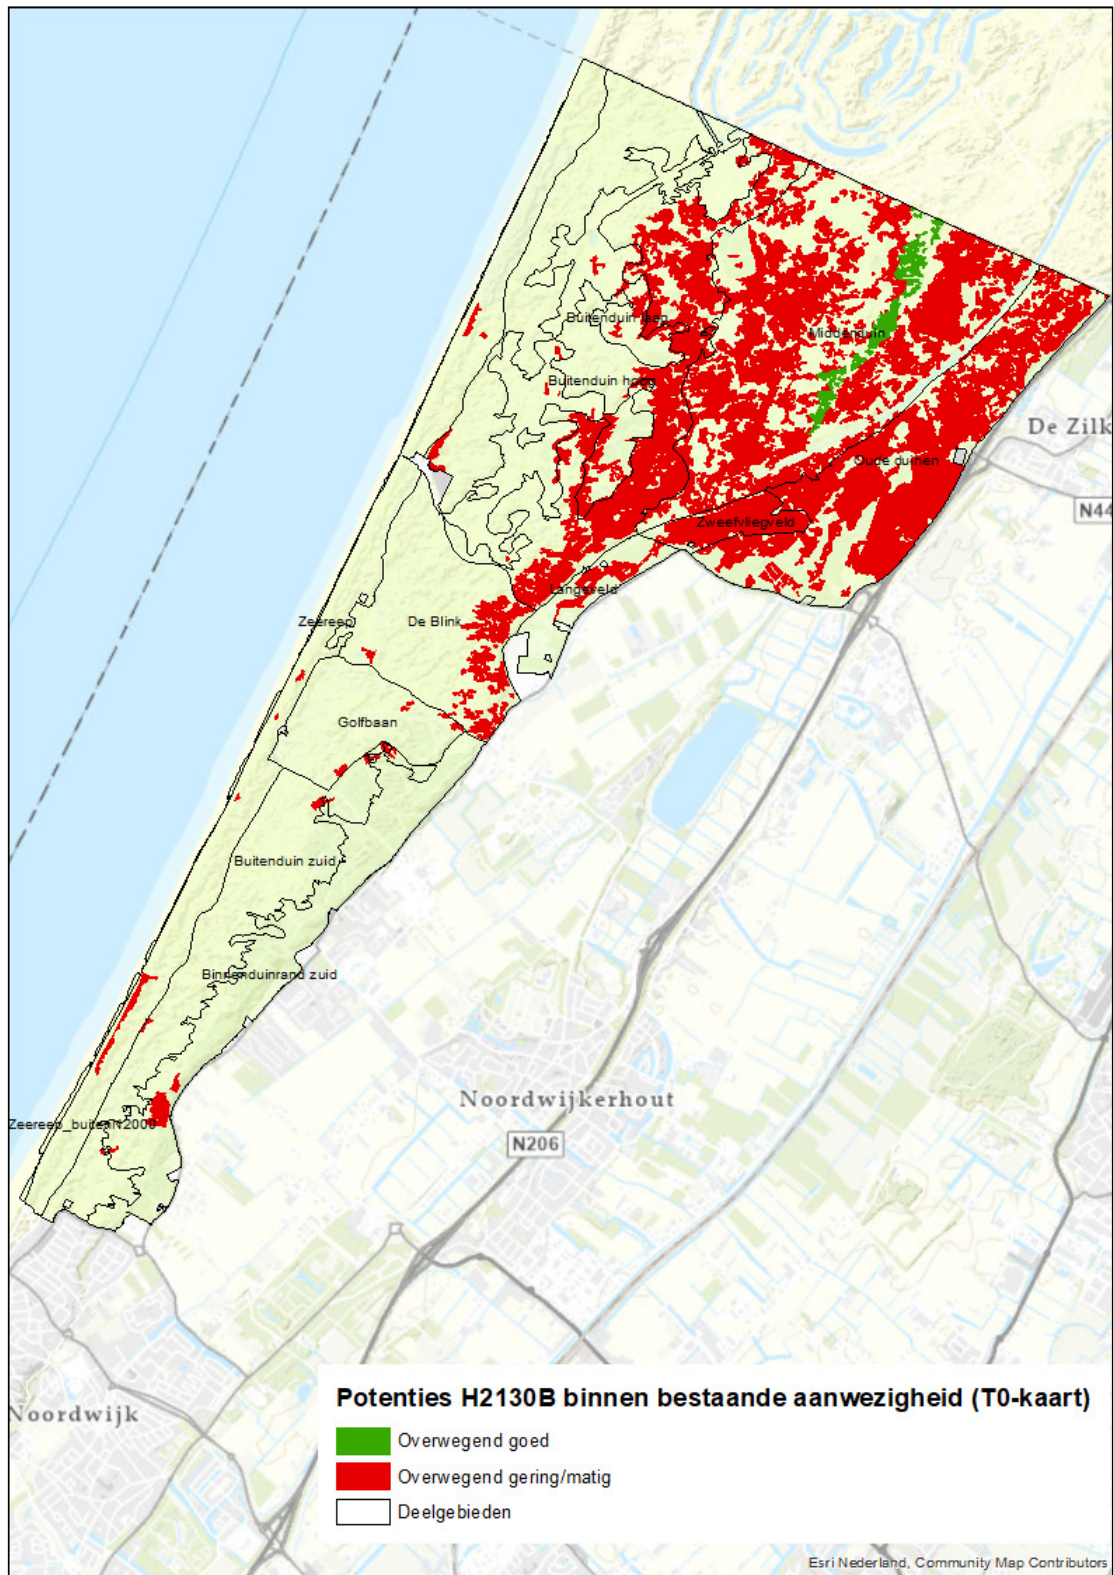 Buitenduin laag
Middenduin
Buitenduin hoog
De Zilk
Oude duinen
N44
Zweefvliegveld
Langeveld
Zeereep
De Blink
Golfbaan
Buitenduin zuid
Binnenduinrand zuid
Noordwijkerhout
Zeereep_buitenN2000
N206
Noordwijk
Potenties H2130B binnen bestaande aanwezigheid (T0-kaart)
Overwegend goed
Overwegend gering/matig
Deelgebieden
Esri Nederland, Community Map Contributors